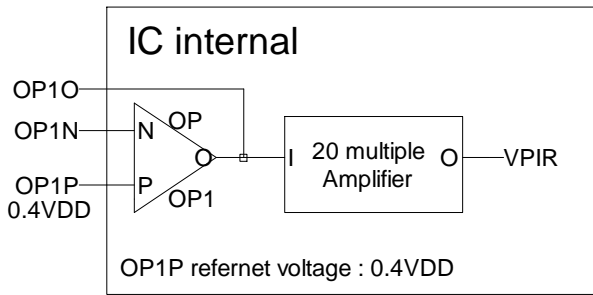 IC internal
OP1O
OP
OP1N
N
O
I
20 multiple
Amplifier
O
VPIR
OP1P
0.4VDD
P
OP1
OP1P refernet voltage : 0.4VDD